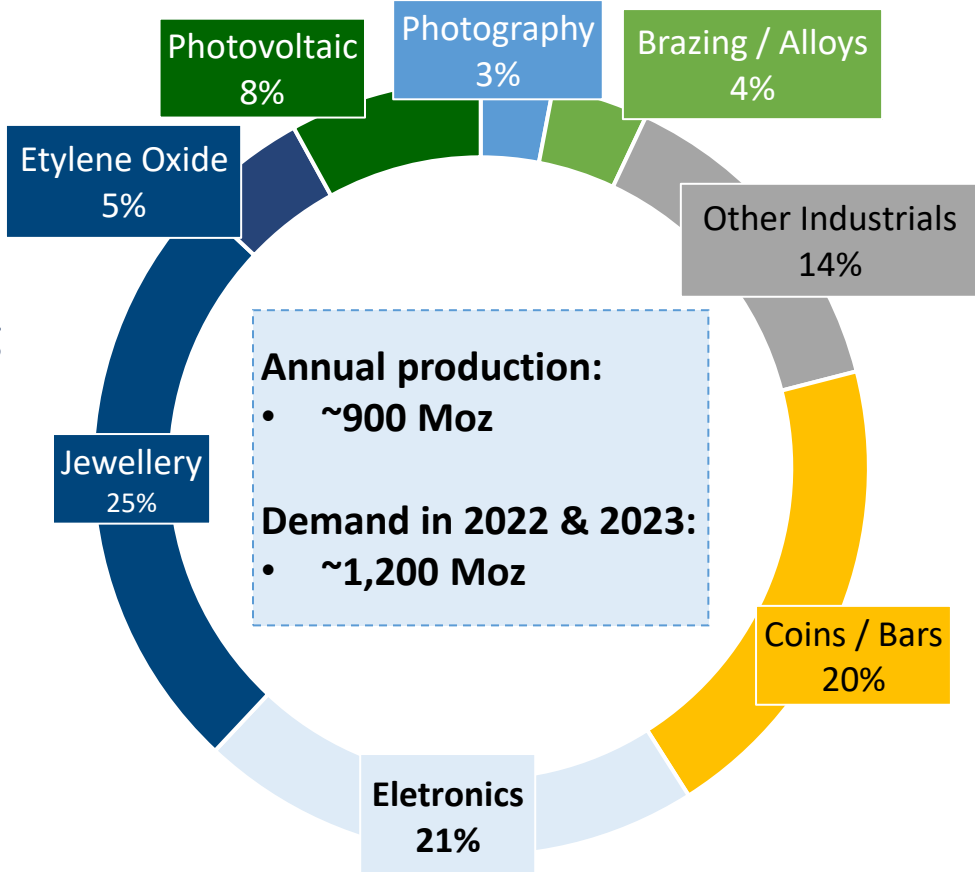 Photovoltaic
8%
Photography
3%
Brazing / Alloys
4%
Etylene Oxide
5%
Other Industrials
14%
Annual production:
• ~900 Moz
Demand in 2022 & 2023:
• ~1,200 Moz
Jewellery
25%
Coins / Bars
20%
Eletronics
21%